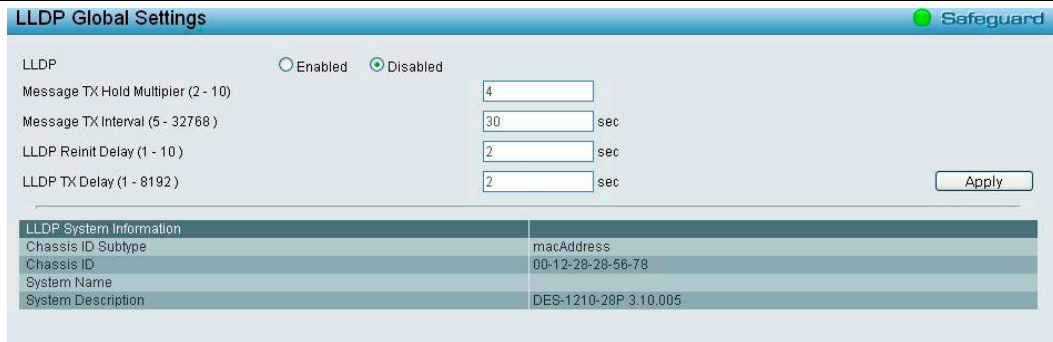 LLDP Global Settings Safeguard
LLDP Enabled Disabled
Message TX Hold Multipier (2 - 10) 4
Message TX Interval (5 - 32768 ) 30 sec
LLDP Reinit Delay (1 - 10 ) 2 sec
LLDP TX Delay (1 - 8192 ) 2 sec Apply
LLDP System Information
Chassis ID Subtype macAddress
Chassis ID 00-12-28-28-56-78
System Name
System Description DES-1210-28P 3.10.005